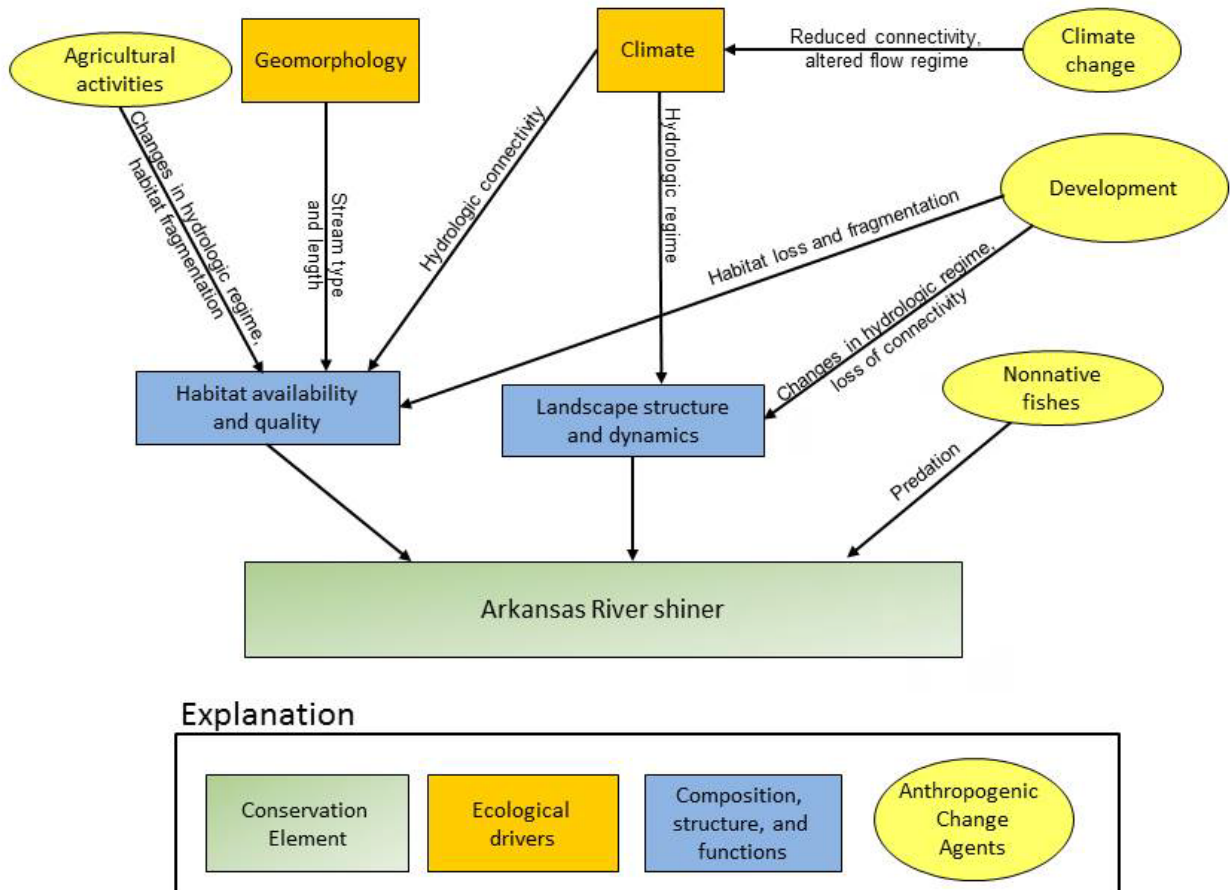 Agricultural
activities
Geomorphology
Climate
Reduced connectivity,
altered flow regime
Climate
change
Changes in hydrologic regime,
habitat fragmentation
Stream type
and length
Hydrologic connectivity
Hydrologic regime
Development
Habitat loss and fragmentation
Changes in hydrologic regime,
loss of connectivity
Habitat availability
and quality
Landscape structure
and dynamics
Nonnative
fishes
Predation
Arkansas River shiner
Explanation
Conservation
Element
Ecological
drivers
Composition,
structure, and
functions
Anthropogenic
Change
Agents